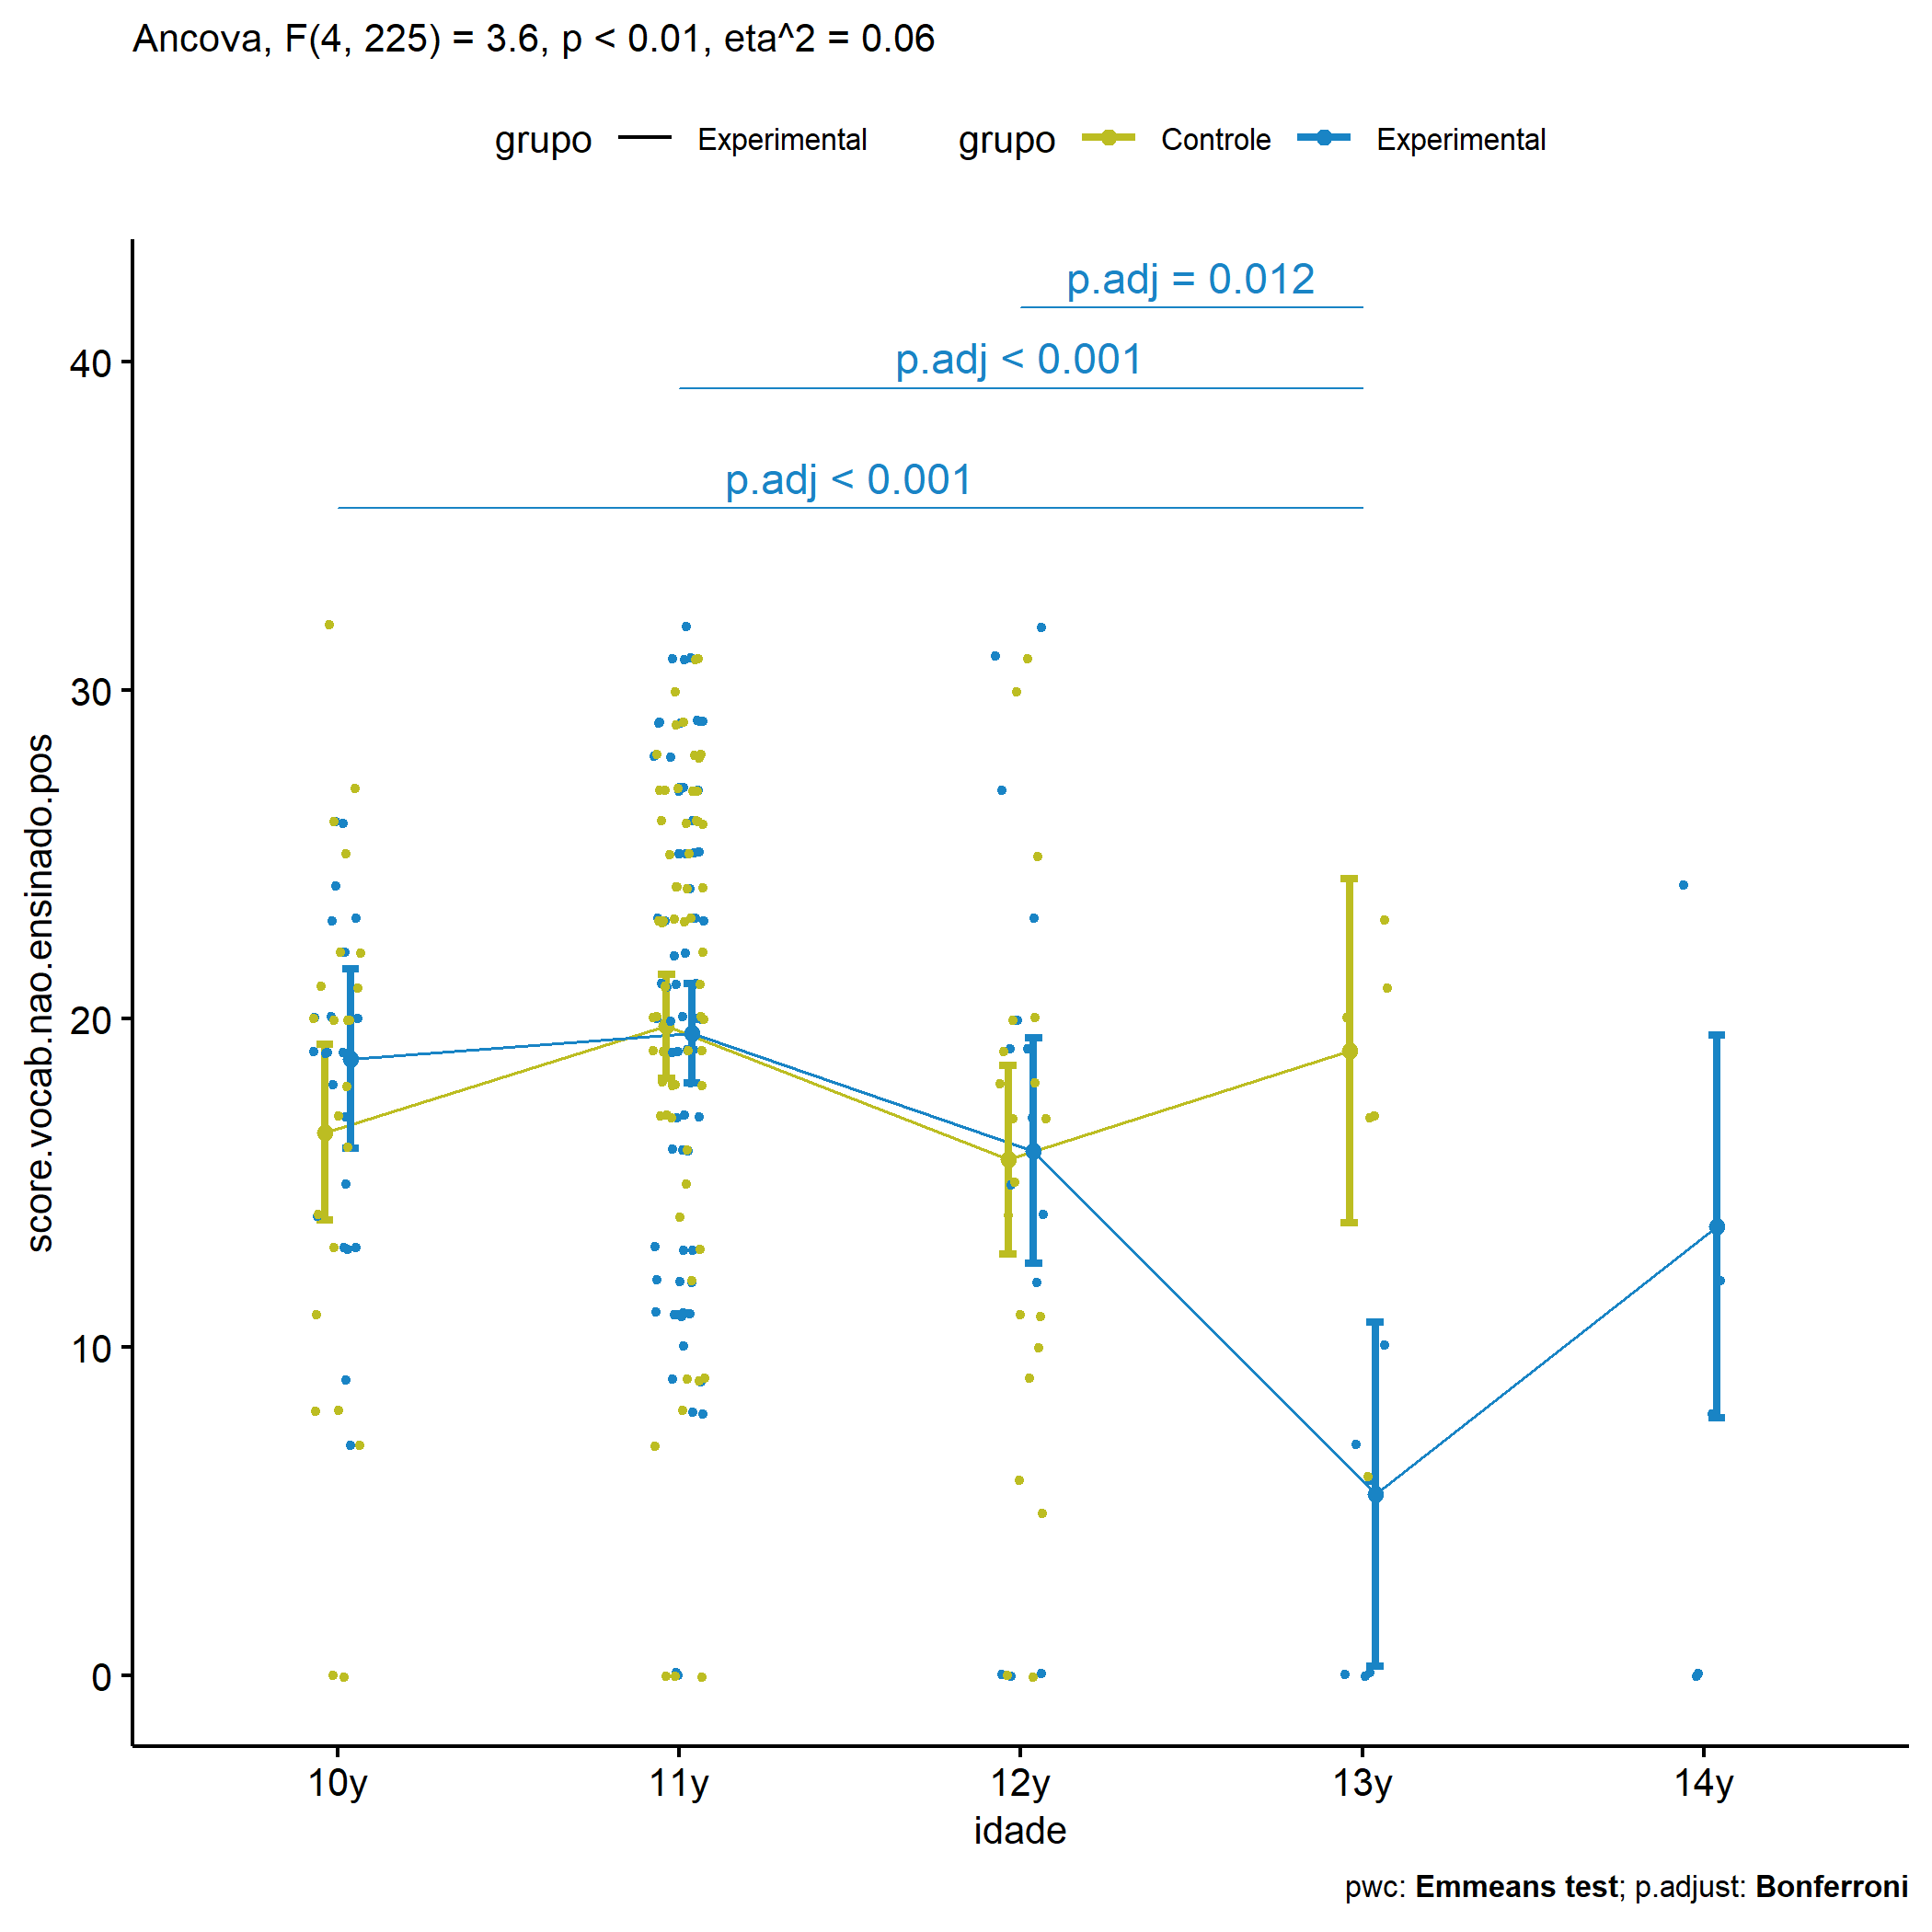 Ancova, F(4, 225) = 3.6, p < 0.01, eta^2 = 0.06
grupo Experimental grupo Controle Experimental
p.adj = 0.012
p.adj < 0.001
p.adj < 0.001
score.vocab.nao.ensinado.pos
40
30
20
10
0
10y 11y 12y 13y 14y
idade
pwc: Emmeans test; p.adjust: Bonferroni